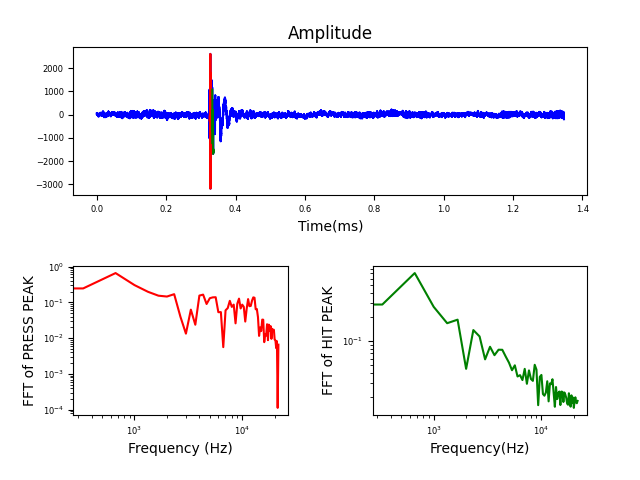 Amplitude
2000
1000
0
−1000
−2000
−3000
0.0 0.2 0.4 0.6 0.8 1.0 1.2 1.4
Time(ms)
FFT of PRESS PEAK
10⁰
10⁻¹
10⁻²
10⁻³
10⁻⁴
10³ 10⁴
Frequency (Hz)
FFT of HIT PEAK
10⁻¹
10³ 10⁴
Frequency(Hz)